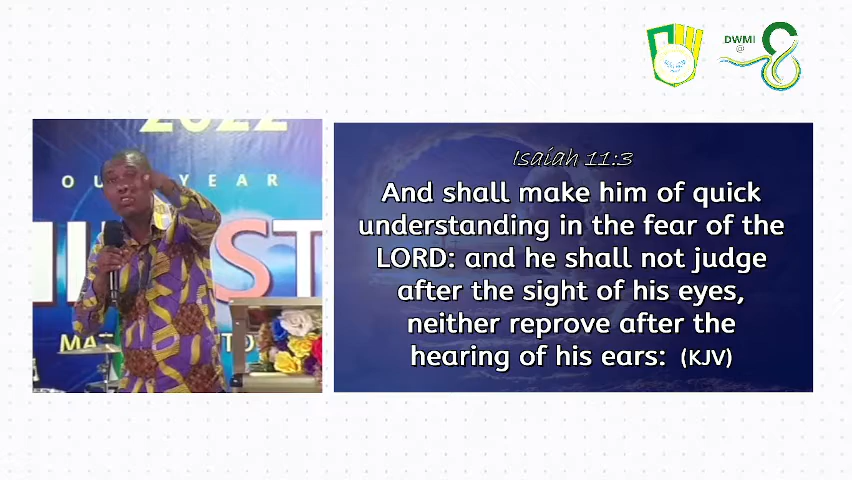 DWMI
@
8
2022
OUR YEAR
ST
Isaiah 11:3
And shall make him of quick
understanding in the fear of the
LORD: and he shall not judge
after the sight of his eyes,
neither reprove after the
hearing of his ears: (KJV)